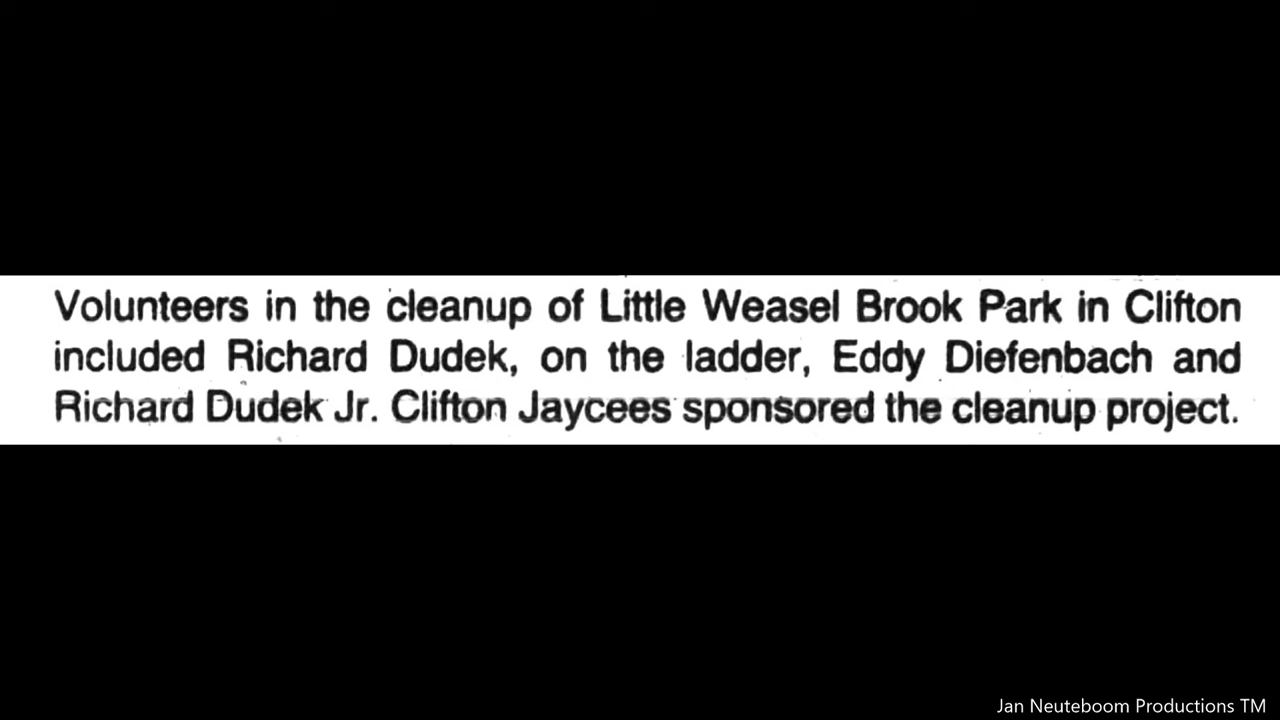 Volunteers in the cleanup of Little Weasel Brook Park in Clifton
included Richard Dudek, on the ladder, Eddy Diefenbach and
Richard Dudek Jr. Clifton Jaycees sponsored the cleanup project.
Jan Neuteboom Productions TM